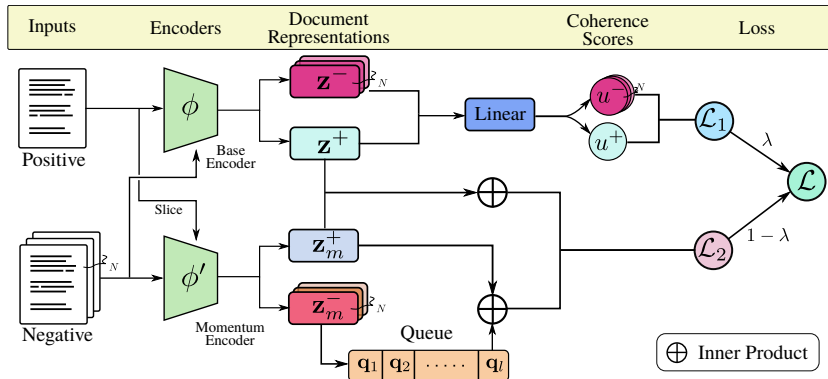 Inputs
Encoders
Document
Representations
Coherence
Scores
Loss
Positive
ϕ
Base
Encoder
z⁻
N
z⁺
Linear
u⁻
N
u⁺
ℒ₁
λ
ℒ
Slice
Negative
N
ϕ′
Momentum
Encoder
z⁺ₘ
z⁻ₘ
N
ℒ₂
1 − λ
Queue
q₁ q₂ ····· qₗ
Inner Product